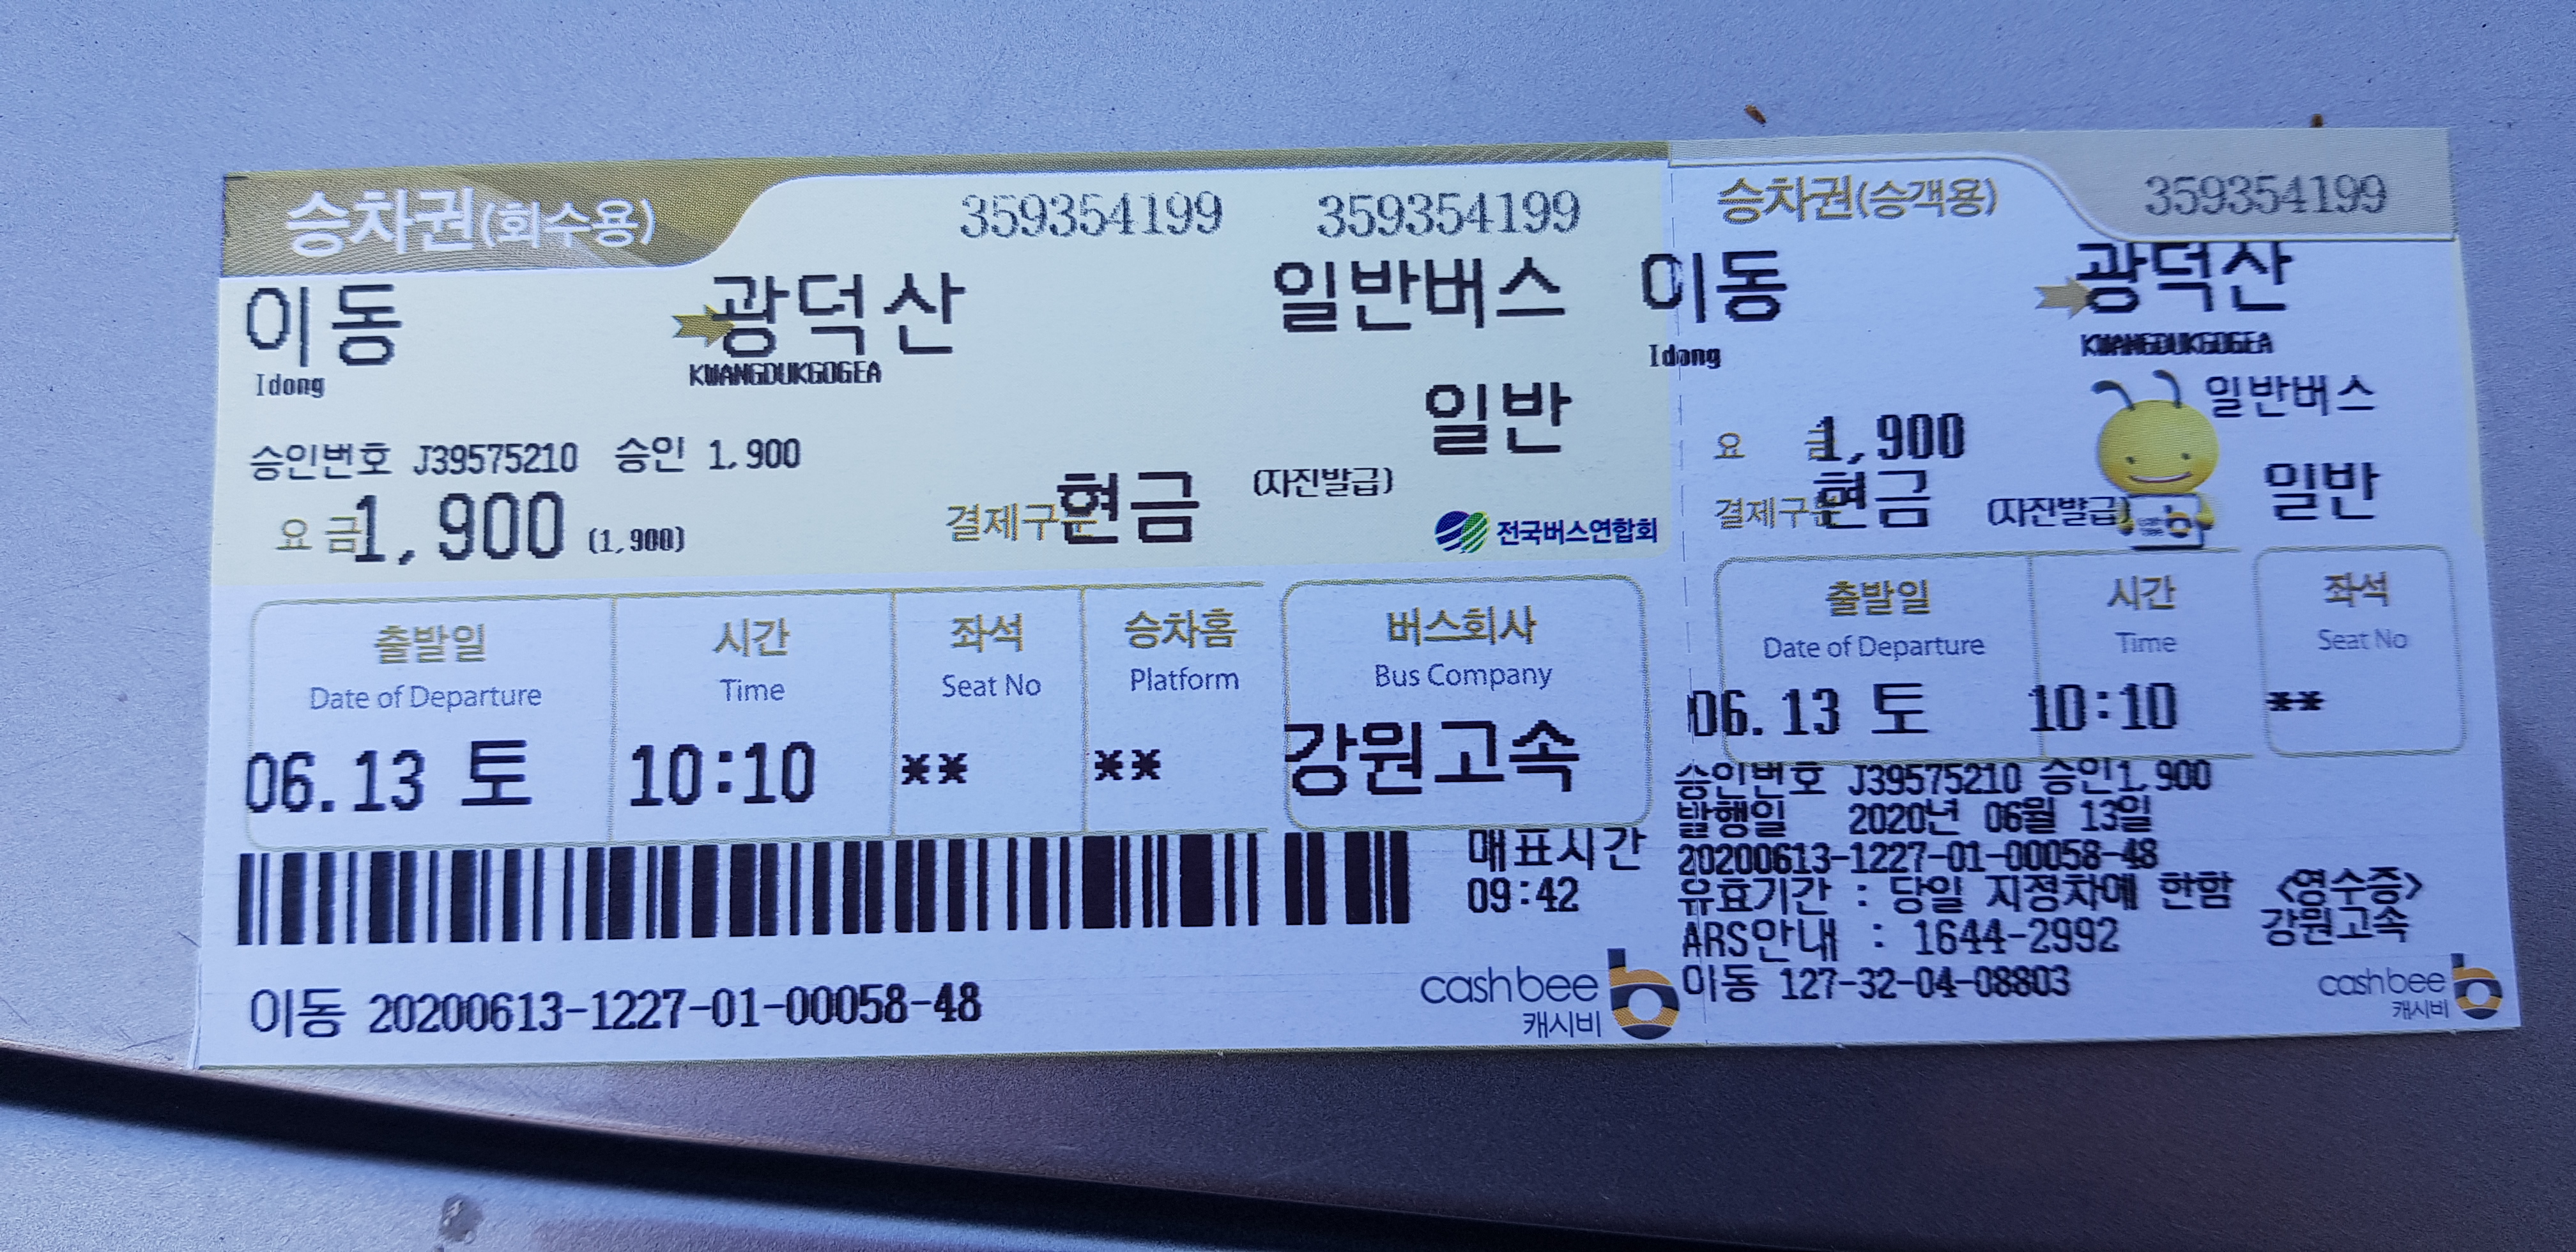 승차권(회수용) 359354199 359354199
이동 광덕산 일반버스
Idong KWANGDUKGOGEA
일반
승인번호 J39575210 승인 1,900
요 금 1,900 (1,900) 결제구분 현금 (자진발급)
전국버스연합회
출발일 시간 좌석 승차홈 버스회사
Date of Departure Time Seat No Platform Bus Company
06.13 토 10:10 ** ** 강원고속
매표시간
09:42
이동 20200613-1227-01-00058-48
cashbee
캐시비
승차권(승객용) 359354199
이동 광덕산
Idong KWANGDUKGOGEA
일반버스
요 금 1,900
결제구분 현금 (자진발급) 일반
출발일 시간 좌석
Date of Departure Time Seat No
06.13 토 10:10 **
승인번호 J39575210 승인1,900
발행일 2020년 06월 13일
20200613-1227-01-00058-48
유효기간 : 당일 지정차에 한함 <영수증>
ARS안내 : 1644-2992 강원고속
이동 127-32-04-08803
cashbee
캐시비